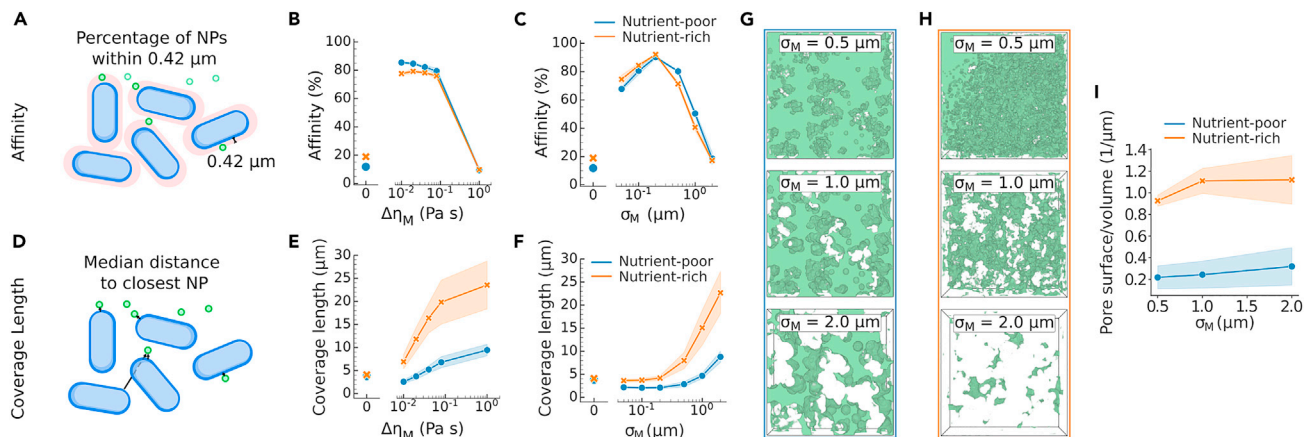 A
Percentage of NPs
within 0.42 µm
0.42 µm
Affinity
B
Affinity (%)
100
80
60
40
20
0
0
10⁻²
10⁻¹
10⁰
Δη_M (Pa s)
C
Nutrient-poor
Nutrient-rich
Affinity (%)
100
80
60
40
20
0
0
10⁻¹
10⁰
σ_M (µm)
D
Median distance
to closest NP
Coverage Length
E
Coverage length (µm)
30
25
20
15
10
5
0
0
10⁻²
10⁻¹
10⁰
Δη_M (Pa s)
F
Nutrient-poor
Nutrient-rich
Coverage length (µm)
30
25
20
15
10
5
0
0
10⁻¹
10⁰
σ_M (µm)
G
σ_M = 0.5 µm
σ_M = 1.0 µm
σ_M = 2.0 µm
H
σ_M = 0.5 µm
σ_M = 1.0 µm
σ_M = 2.0 µm
I
Nutrient-poor
Nutrient-rich
Pore surface/volume (1/µm)
1.4
1.2
1.0
0.8
0.6
0.4
0.2
0.5
1.0
1.5
2.0
σ_M (µm)